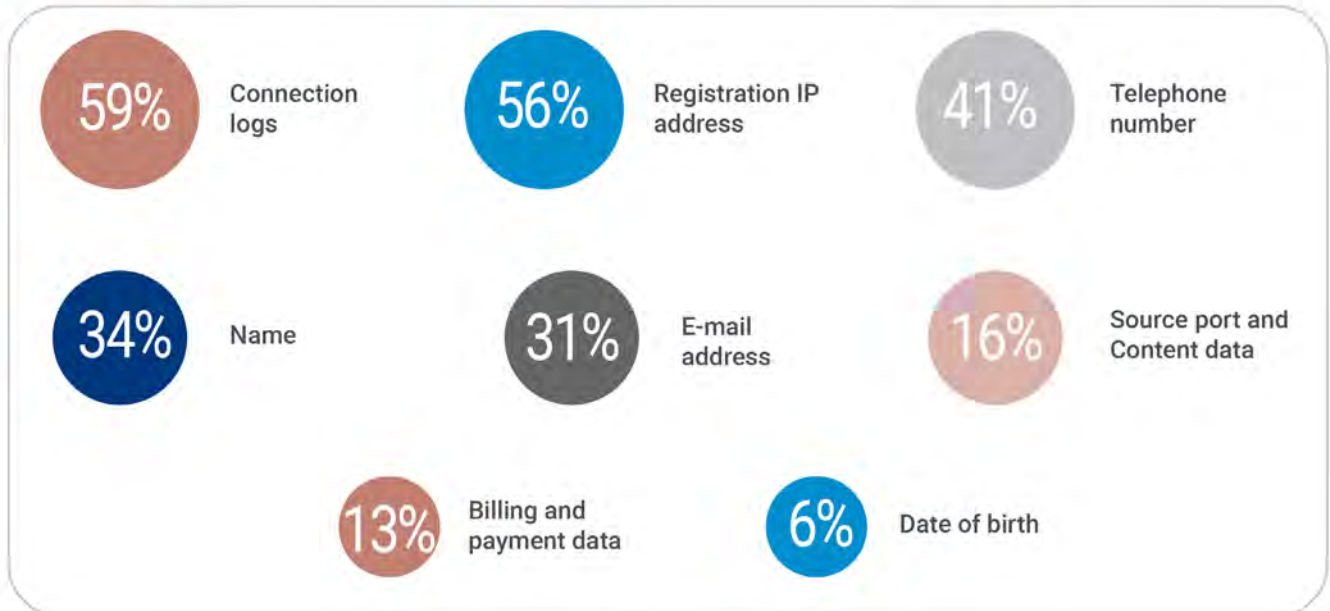 59%
Connection
logs
56%
Registration IP
address
41%
Telephone
number
34%
Name
31%
E-mail
address
16%
Source port and
Content data
13%
Billing and
payment data
6%
Date of birth